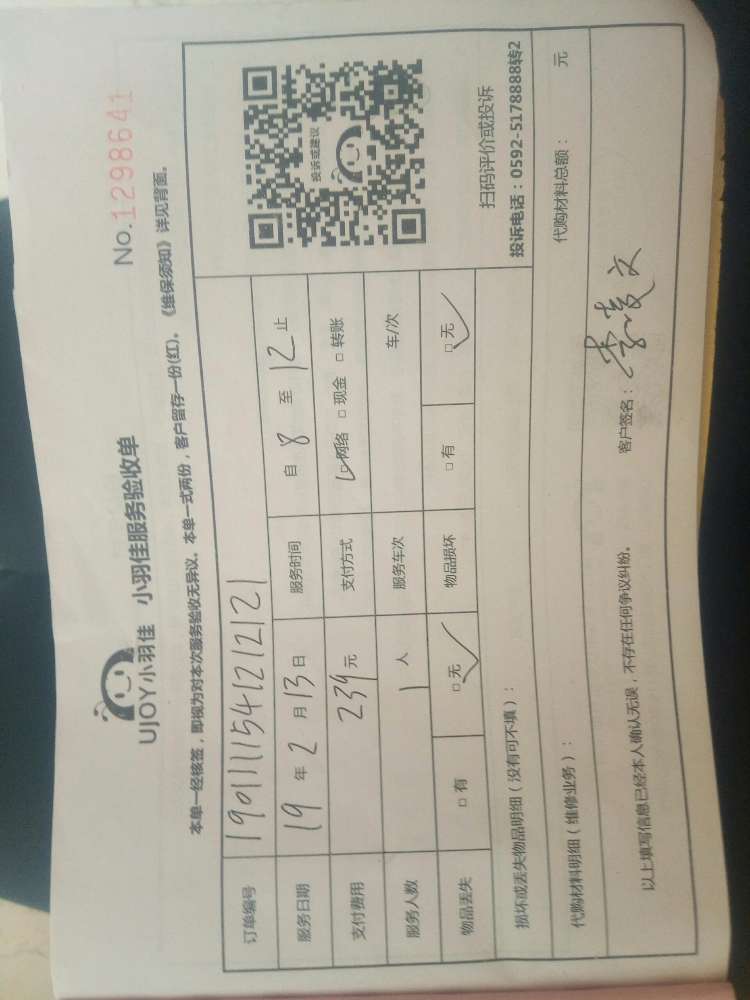 No.1298641
UJOY小羽佳 小羽佳服务验收单
本单一经核签，即视为对本次服务验收无异议。本单一式两份，客户留存一份(红)。《维保须知》详见背面。
订单编号 190111154121212121
投诉或建议
服务日期 19 年 2 月 13 日 服务时间 自 8 至 12 止
支付费用 239 元 支付方式 ☑网络 □ 现金 □ 转账
服务人数 1 人 服务车次 车/次
物品丢失 □ 有 ☑ 无 物品损坏 □ 有 ☑ 无
扫码评价或投诉
投诉电话：0592-5178888转2
损坏或丢失物品明细（没有可不填）：
代购材料明细（维修业务）： 代购材料总额： 元
以上填写信息已经本人确认无误，不存在任何争议纠纷。 客户签名：